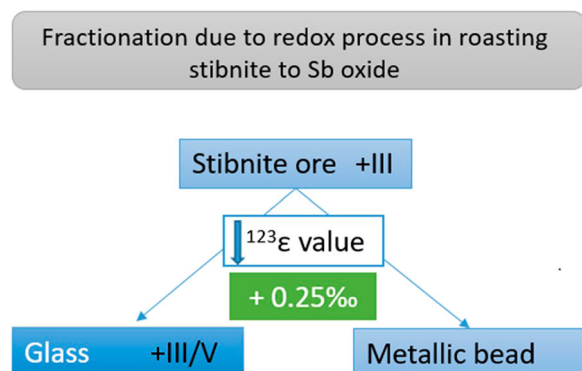 Fractionation due to redox process in roasting
stibnite to Sb oxide
Stibnite ore +III
¹²³ε value
+ 0.25‰
Glass +III/V
Metallic bead